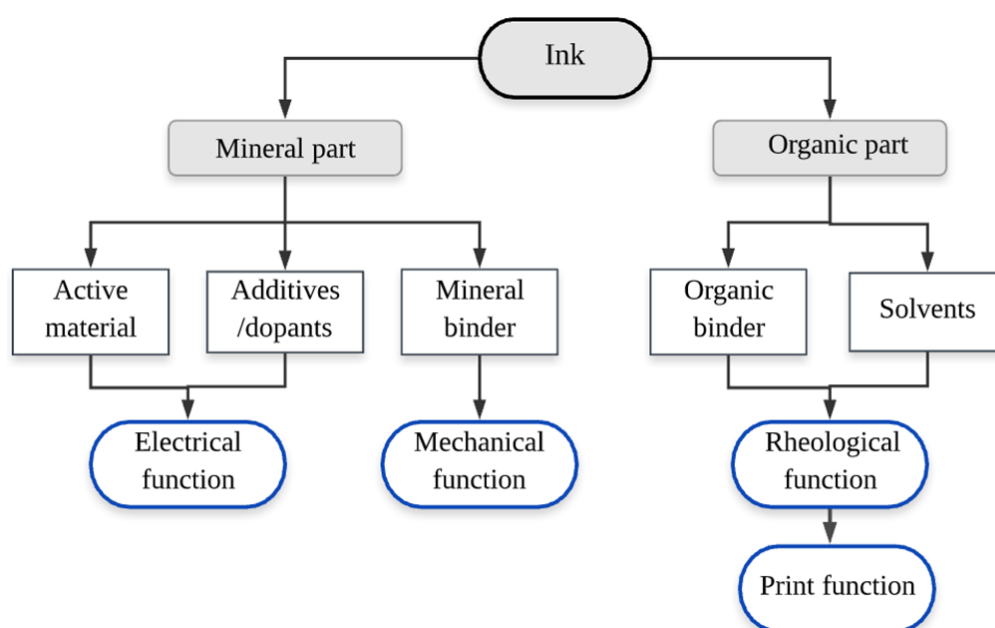 Ink
Mineral part
Organic part
Active
material
Additives
/dopants
Mineral
binder
Organic
binder
Solvents
Electrical
function
Mechanical
function
Rheological
function
Print function